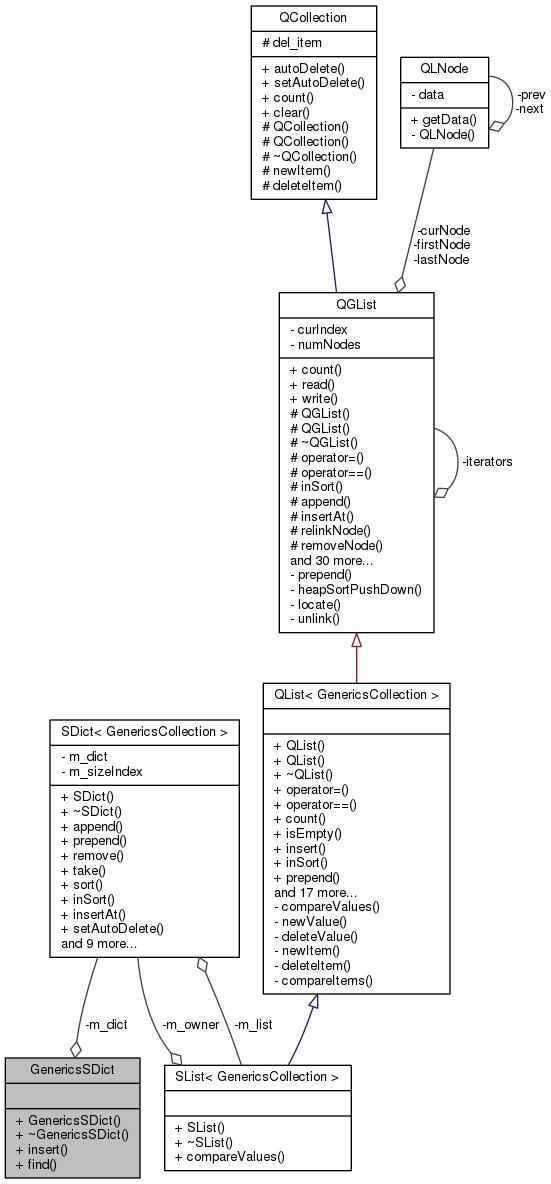 QCollection
# del_item
+ autoDelete()
+ setAutoDelete()
+ count()
+ clear()
# QCollection()
# QCollection()
# ~QCollection()
# newItem()
# deleteItem()
QLNode
- data
+ getData()
- QLNode()
-prev
-next
-curNode
-firstNode
-lastNode
QGList
- curIndex
- numNodes
+ count()
+ read()
+ write()
# QGList()
# QGList()
# ~QGList()
# operator=()
# operator==()
# inSort()
# append()
# insertAt()
# relinkNode()
# removeNode()
and 30 more...
- prepend()
- heapSortPushDown()
- locate()
- unlink()
-iterators
QList< GenericsCollection >
+ QList()
+ QList()
+ ~QList()
+ operator=()
+ operator==()
+ count()
+ isEmpty()
+ insert()
+ inSort()
+ prepend()
and 17 more...
- compareValues()
- newValue()
- deleteValue()
- newItem()
- deleteItem()
- compareItems()
SDict< GenericsCollection >
- m_dict
- m_sizeIndex
+ SDict()
+ ~SDict()
+ append()
+ prepend()
+ remove()
+ take()
+ sort()
+ inSort()
+ insertAt()
+ setAutoDelete()
and 9 more...
-m_dict
-m_owner
-m_list
GenericsSDict
+ GenericsSDict()
+ ~GenericsSDict()
+ insert()
+ find()
SList< GenericsCollection >
+ SList()
+ ~SList()
+ compareValues()